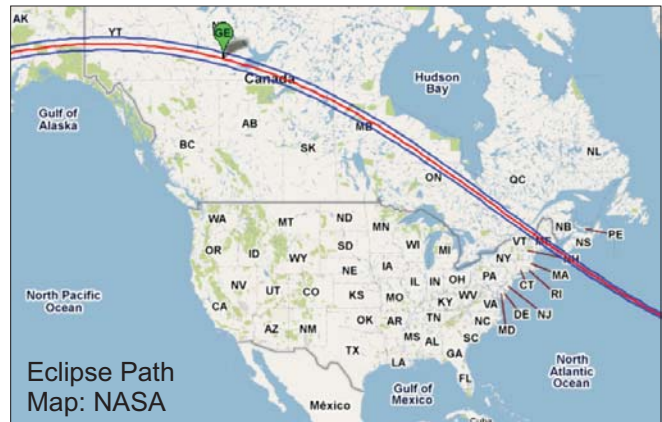 AK
YT
GE
Canada
Hudson
Bay
Gulf of
Alaska
BC
AB
SK
MB
ON
QC
NL
NB
PE
NS
WA
MT
ND
MN
OR
ID
WY
SD
WI
MI
VT
ME
NH
NY
MA
NE
IA
IL
IN
OH
PA
CT
RI
NV
UT
CO
KS
MO
KY
WV
VA
DE
NJ
MD
CA
AZ
NM
OK
AR
TN
NC
SC
MS
AL
GA
TX
LA
FL
North Pacific
Ocean
North
Atlantic
Ocean
Gulf of
Mexico
México
Cuba
Eclipse Path
Map: NASA